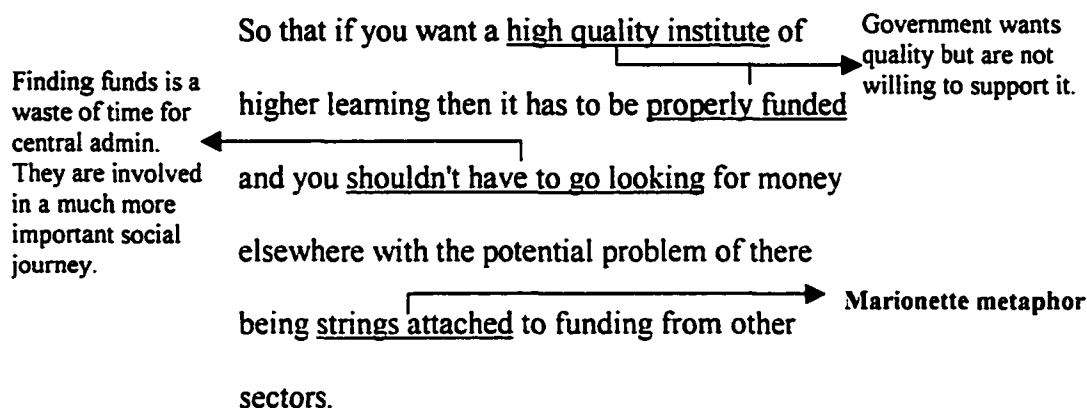 So that if you want a high quality institute of
higher learning then it has to be properly funded
and you shouldn't have to go looking for money
elsewhere with the potential problem of there
being strings attached to funding from other
sectors.
Finding funds is a
waste of time for
central admin.
They are involved
in a much more
important social
journey.
Government wants
quality but are not
willing to support it.
Marionette metaphor